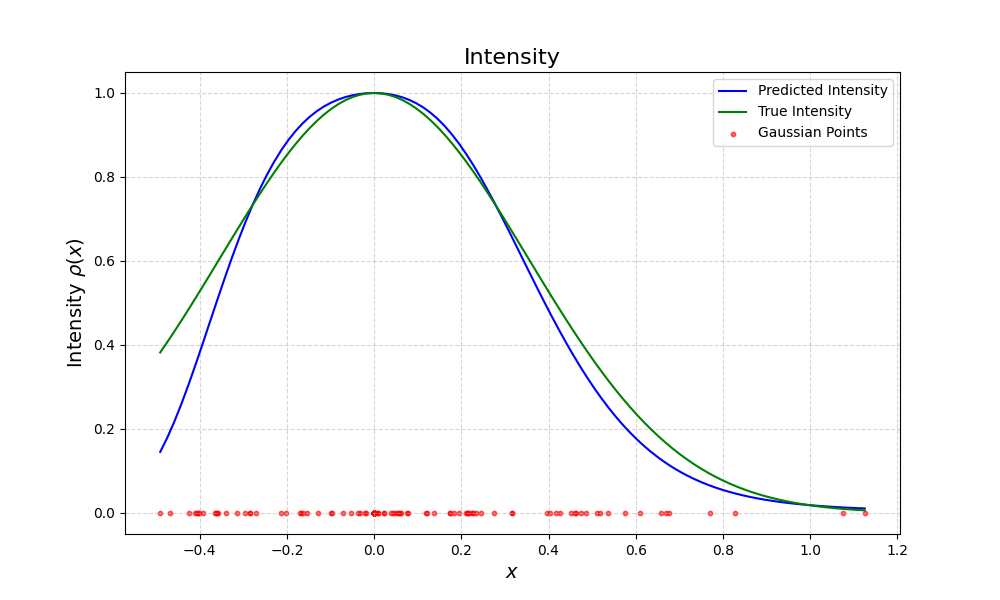 Intensity
Predicted Intensity
True Intensity
Gaussian Points
1.0
0.8
0.6
0.4
0.2
0.0
Intensity ρ(x)
−0.4 −0.2 0.0 0.2 0.4 0.6 0.8 1.0 1.2
x